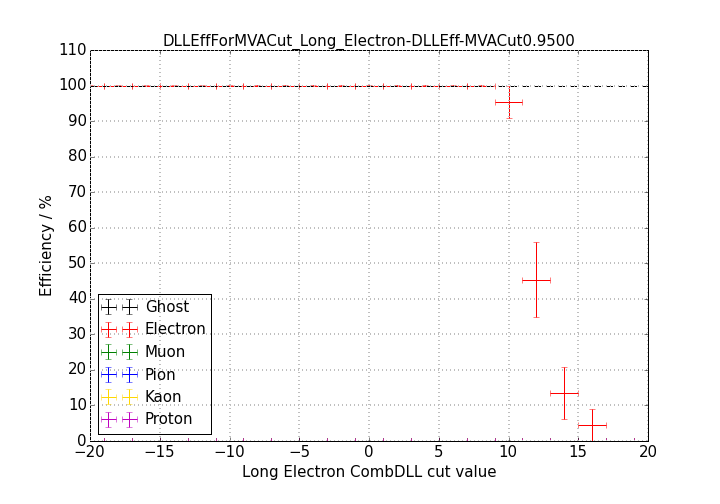 DLLEffForMVACut_Long_Electron-DLLEff-MVACut0.9500
110
100
90
80
70
60
50
40
30
20
10
0
Efficiency / %
Ghost
Electron
Muon
Pion
Kaon
Proton
−20 −15 −10 −5 0 5 10 15 20
Long Electron CombDLL cut value